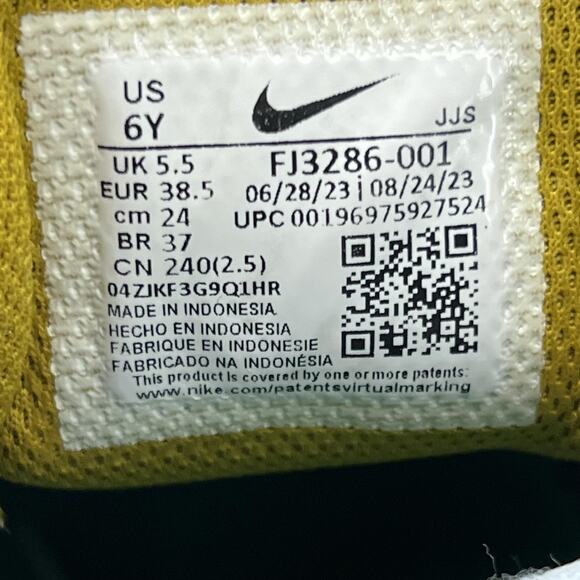 US
6Y
JJS
UK 5.5
FJ3286-001
EUR 38.5
06/28/23 | 08/24/23
cm 24
UPC 00196975927524
BR 37
CN 240(2.5)
04ZJKF3G9Q1HR
MADE IN INDONESIA
HECHO EN INDONESIA
FABRIQUE EN INDONESIE
FABRICADO NA INDONÉSIA
This product is covered by one or more patents:
www.nike.com/patentsvirtualmarking